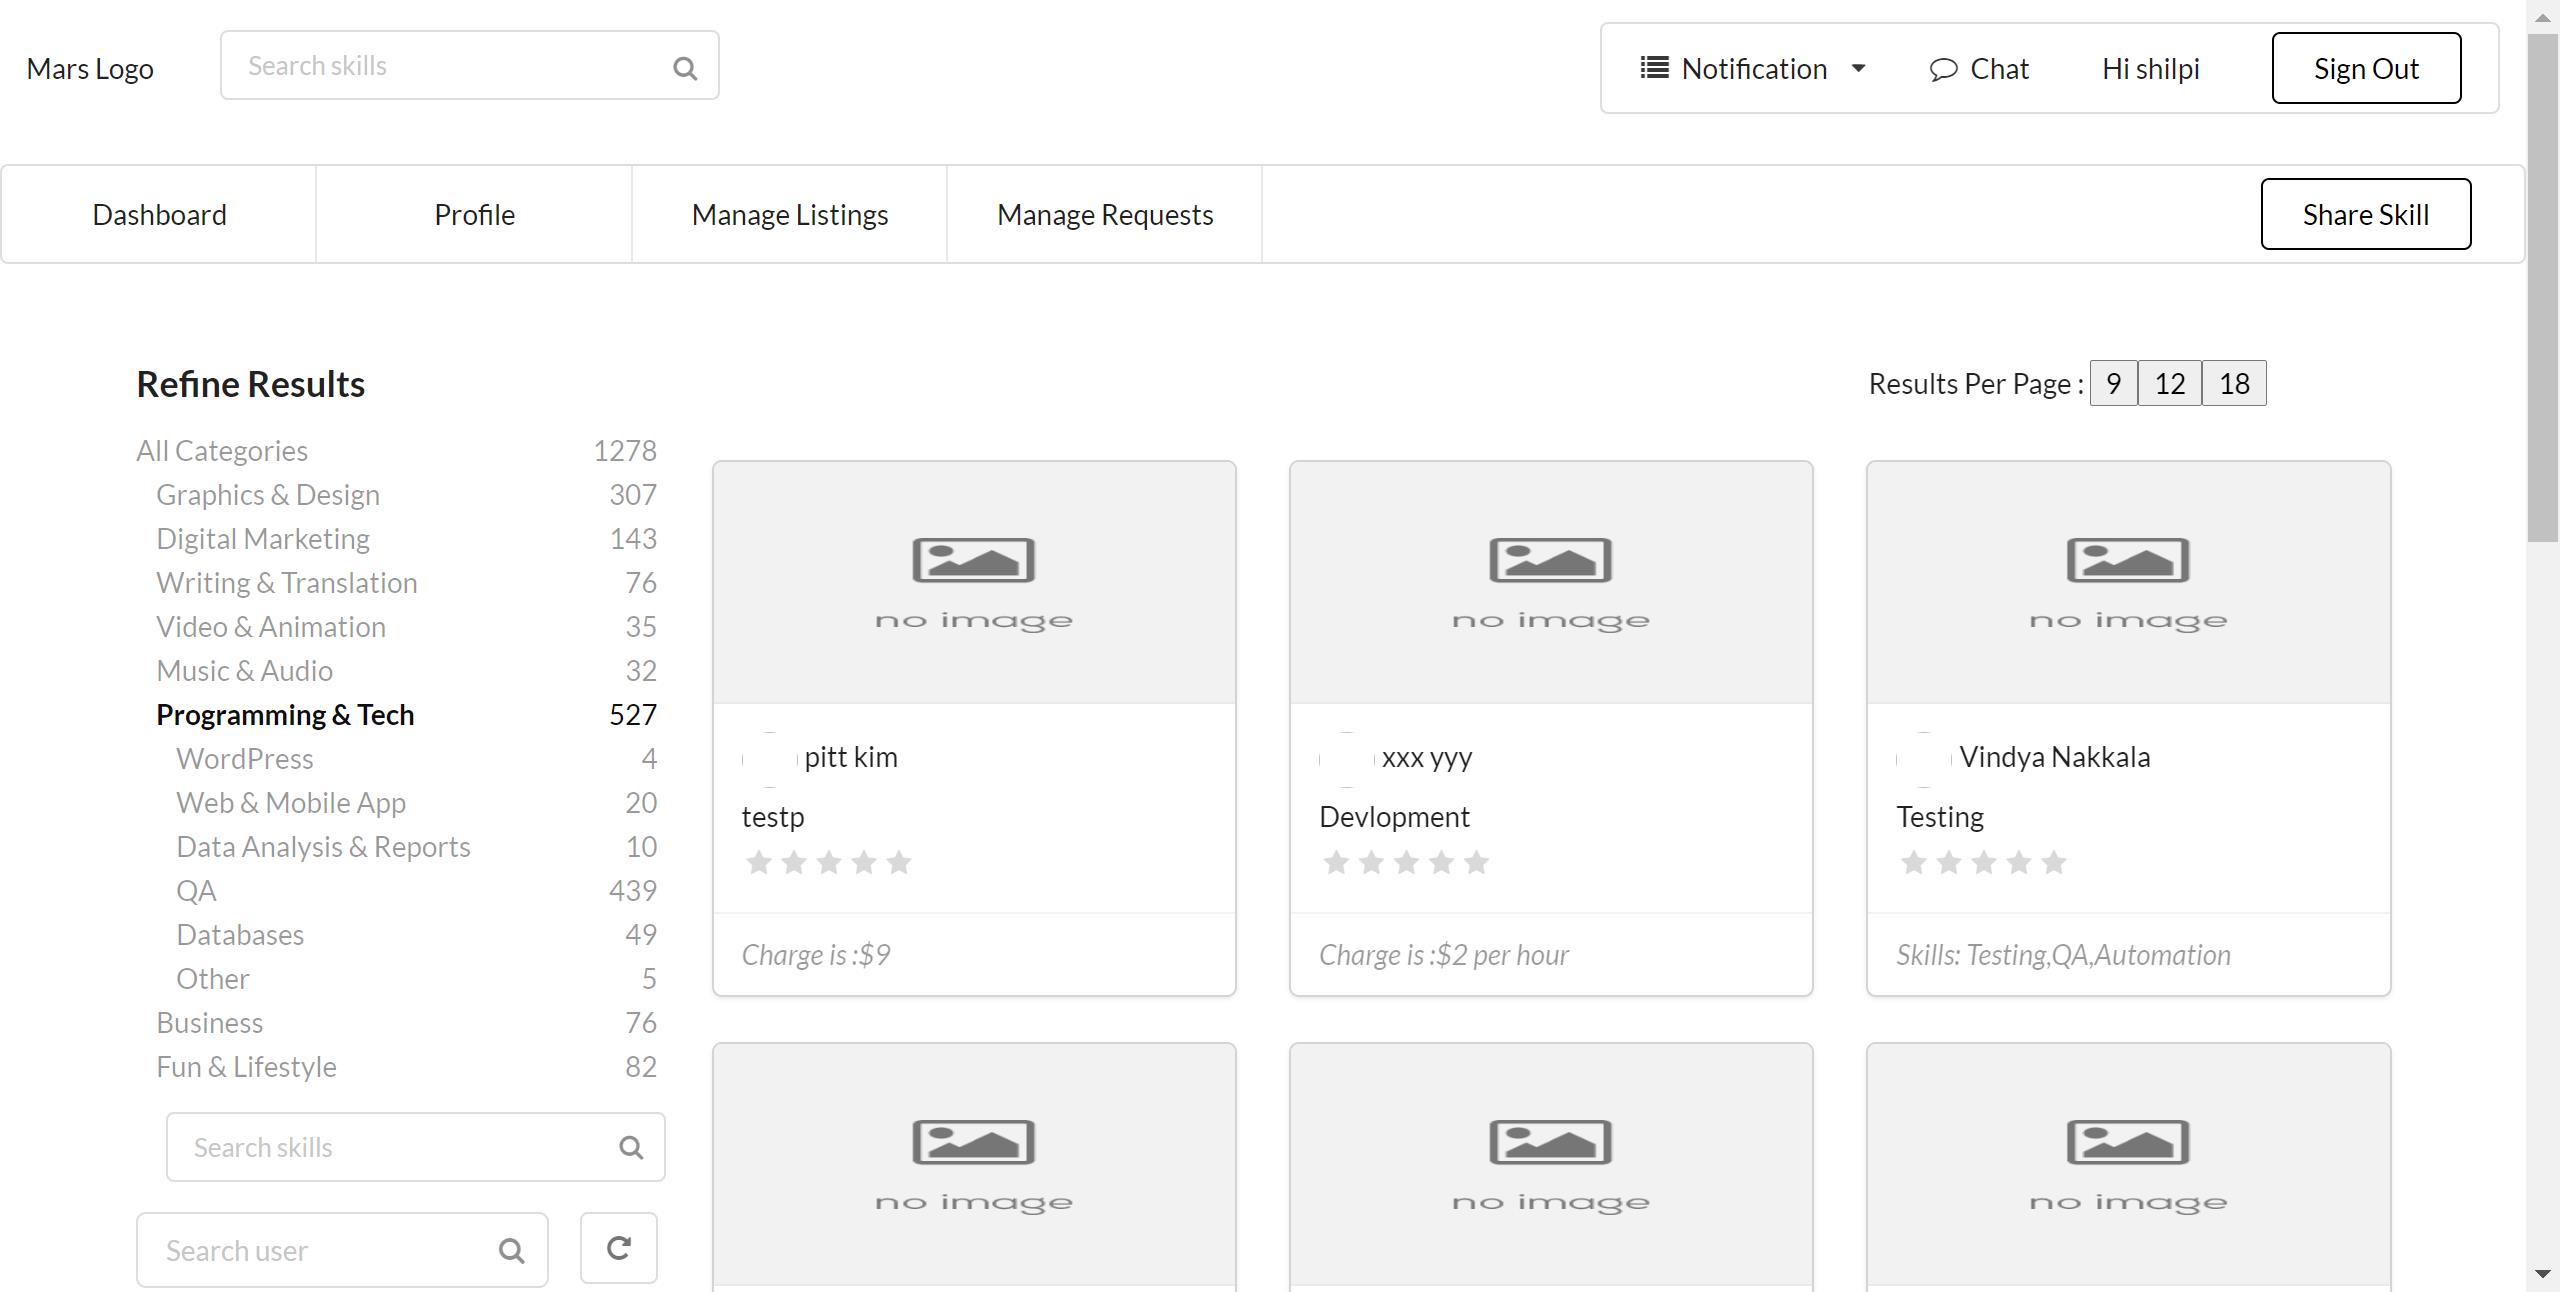 Mars Logo
Search skills
Notification
Chat
Hi shilpi
Sign Out
Dashboard
Profile
Manage Listings
Manage Requests
Share Skill
Refine Results
Results Per Page : 9 12 18
All Categories 1278
Graphics & Design 307
Digital Marketing 143
Writing & Translation 76
Video & Animation 35
Music & Audio 32
Programming & Tech 527
WordPress 4
Web & Mobile App 20
Data Analysis & Reports 10
QA 439
Databases 49
Other 5
Business 76
Fun & Lifestyle 82
Search skills
Search user
no image
pitt kim
testp
Charge is :$9
no image
xxx yyy
Devlopment
Charge is :$2 per hour
no image
Vindya Nakkala
Testing
Skills: Testing,QA,Automation
no image
no image
no image